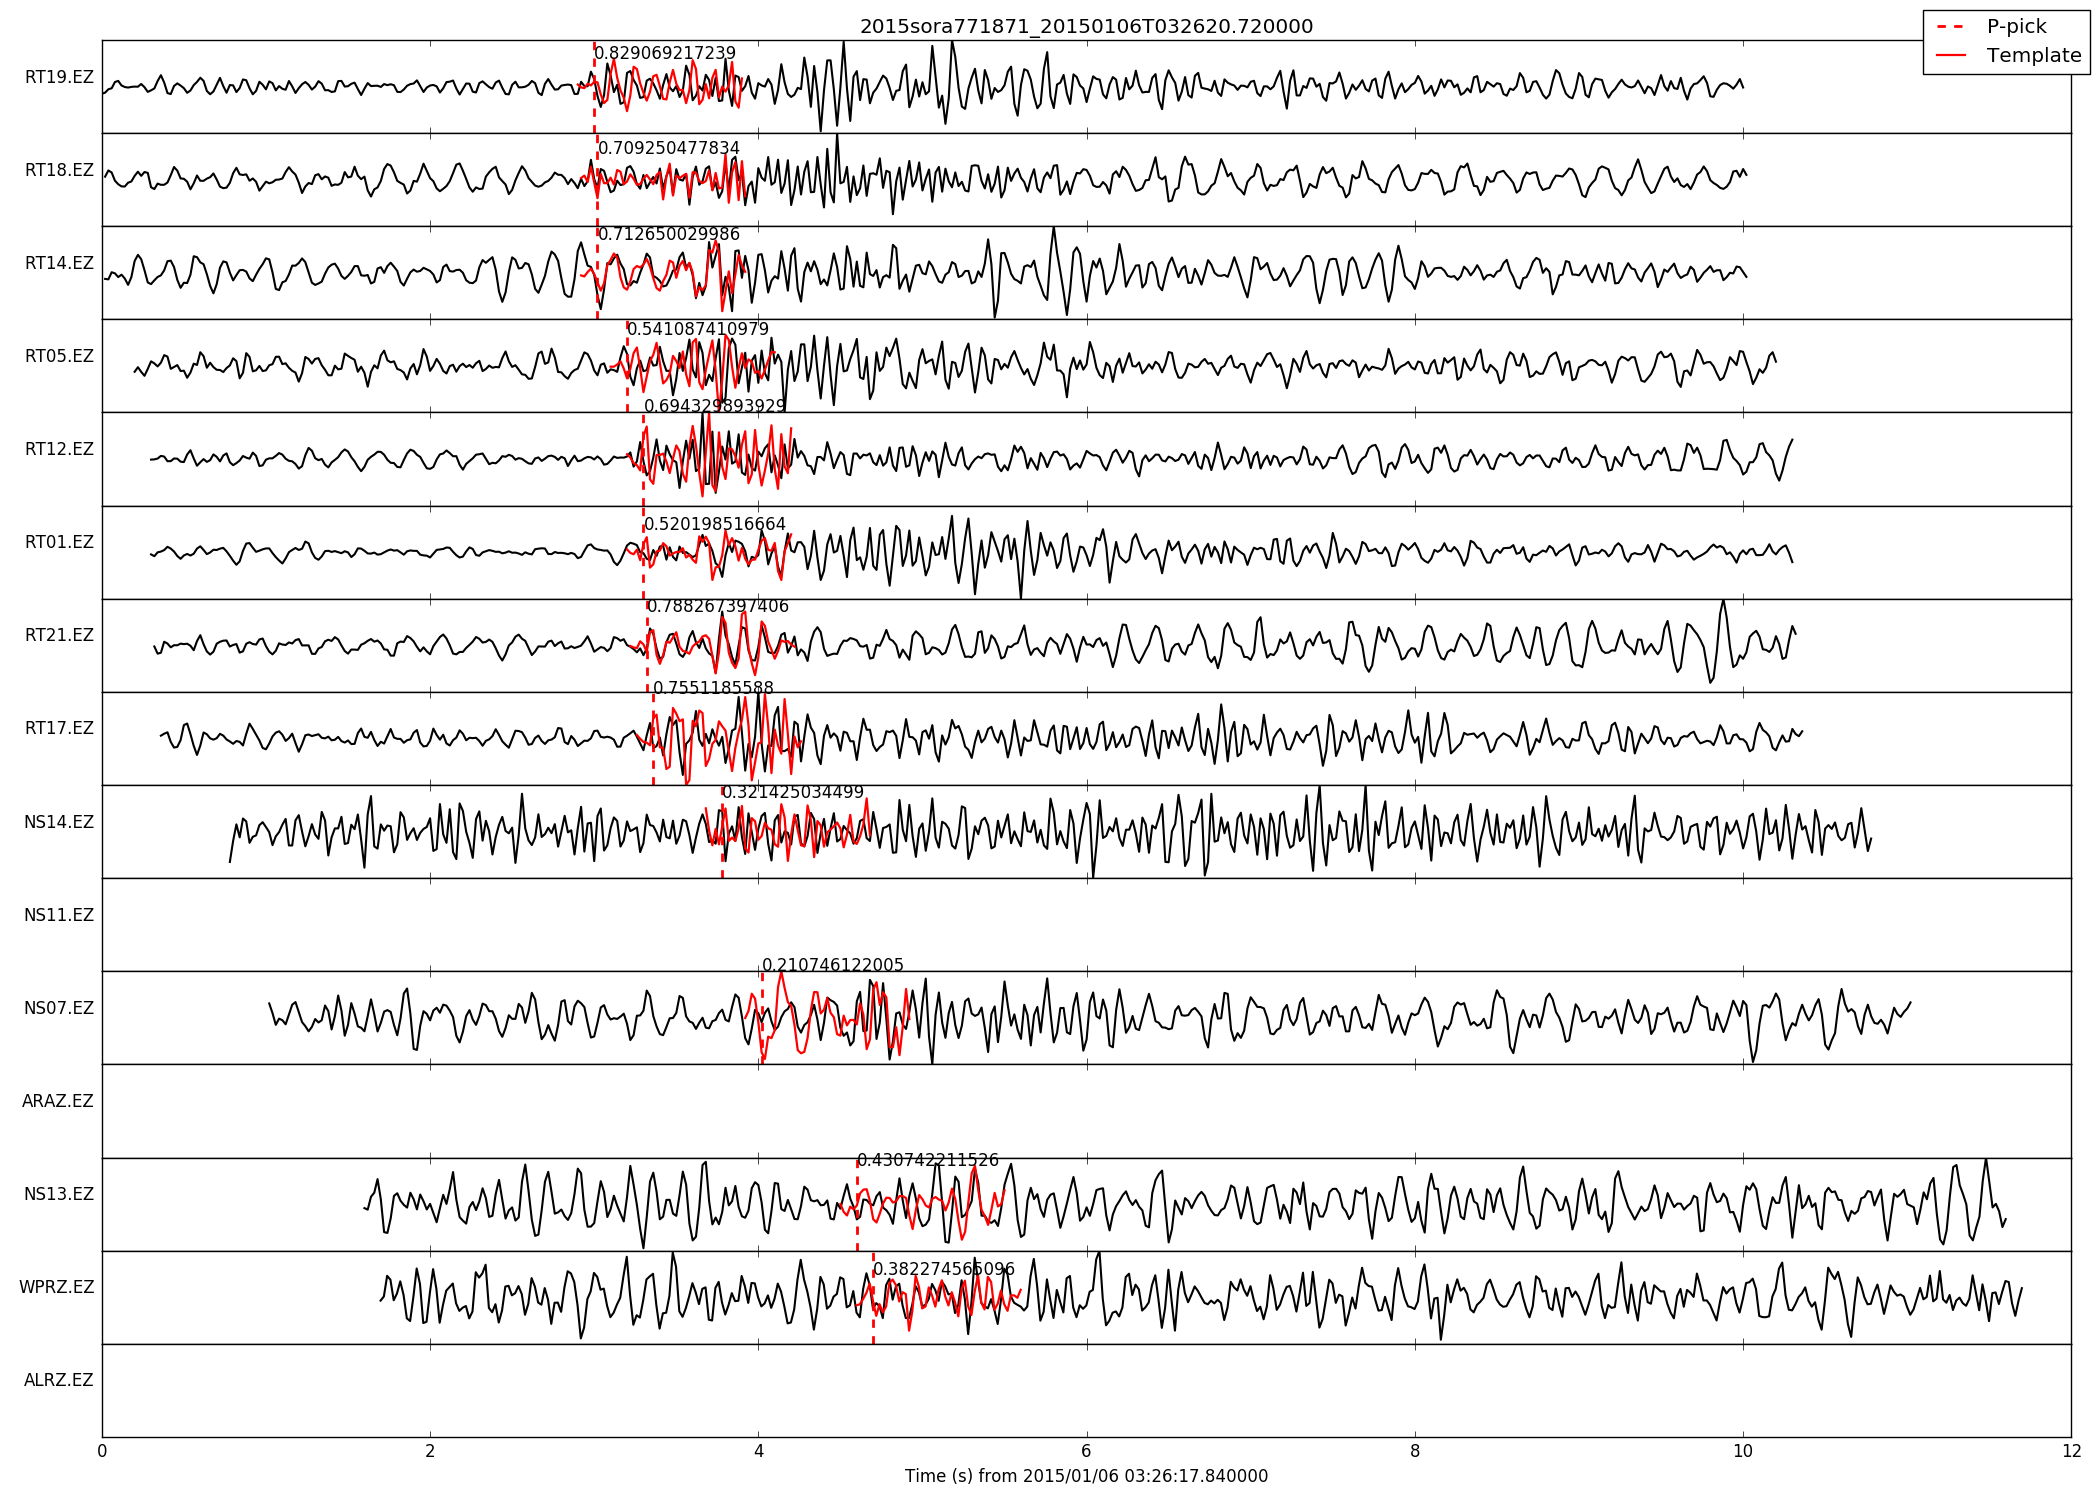 2015sora771871_20150106T032620.720000
P-pick
Template
RT19.EZ
0.829069217239
RT18.EZ
0.709250477834
RT14.EZ
0.712650029986
RT05.EZ
0.541087410979
RT12.EZ
0.694329893929
RT01.EZ
0.520198516664
RT21.EZ
0.788267397406
RT17.EZ
0.7551185588
NS14.EZ
0.321425034499
NS11.EZ
NS07.EZ
0.210746122005
ARAZ.EZ
NS13.EZ
0.430742211526
WPRZ.EZ
0.382274565096
ALRZ.EZ
0 2 4 6 8 10 12
Time (s) from 2015/01/06 03:26:17.840000